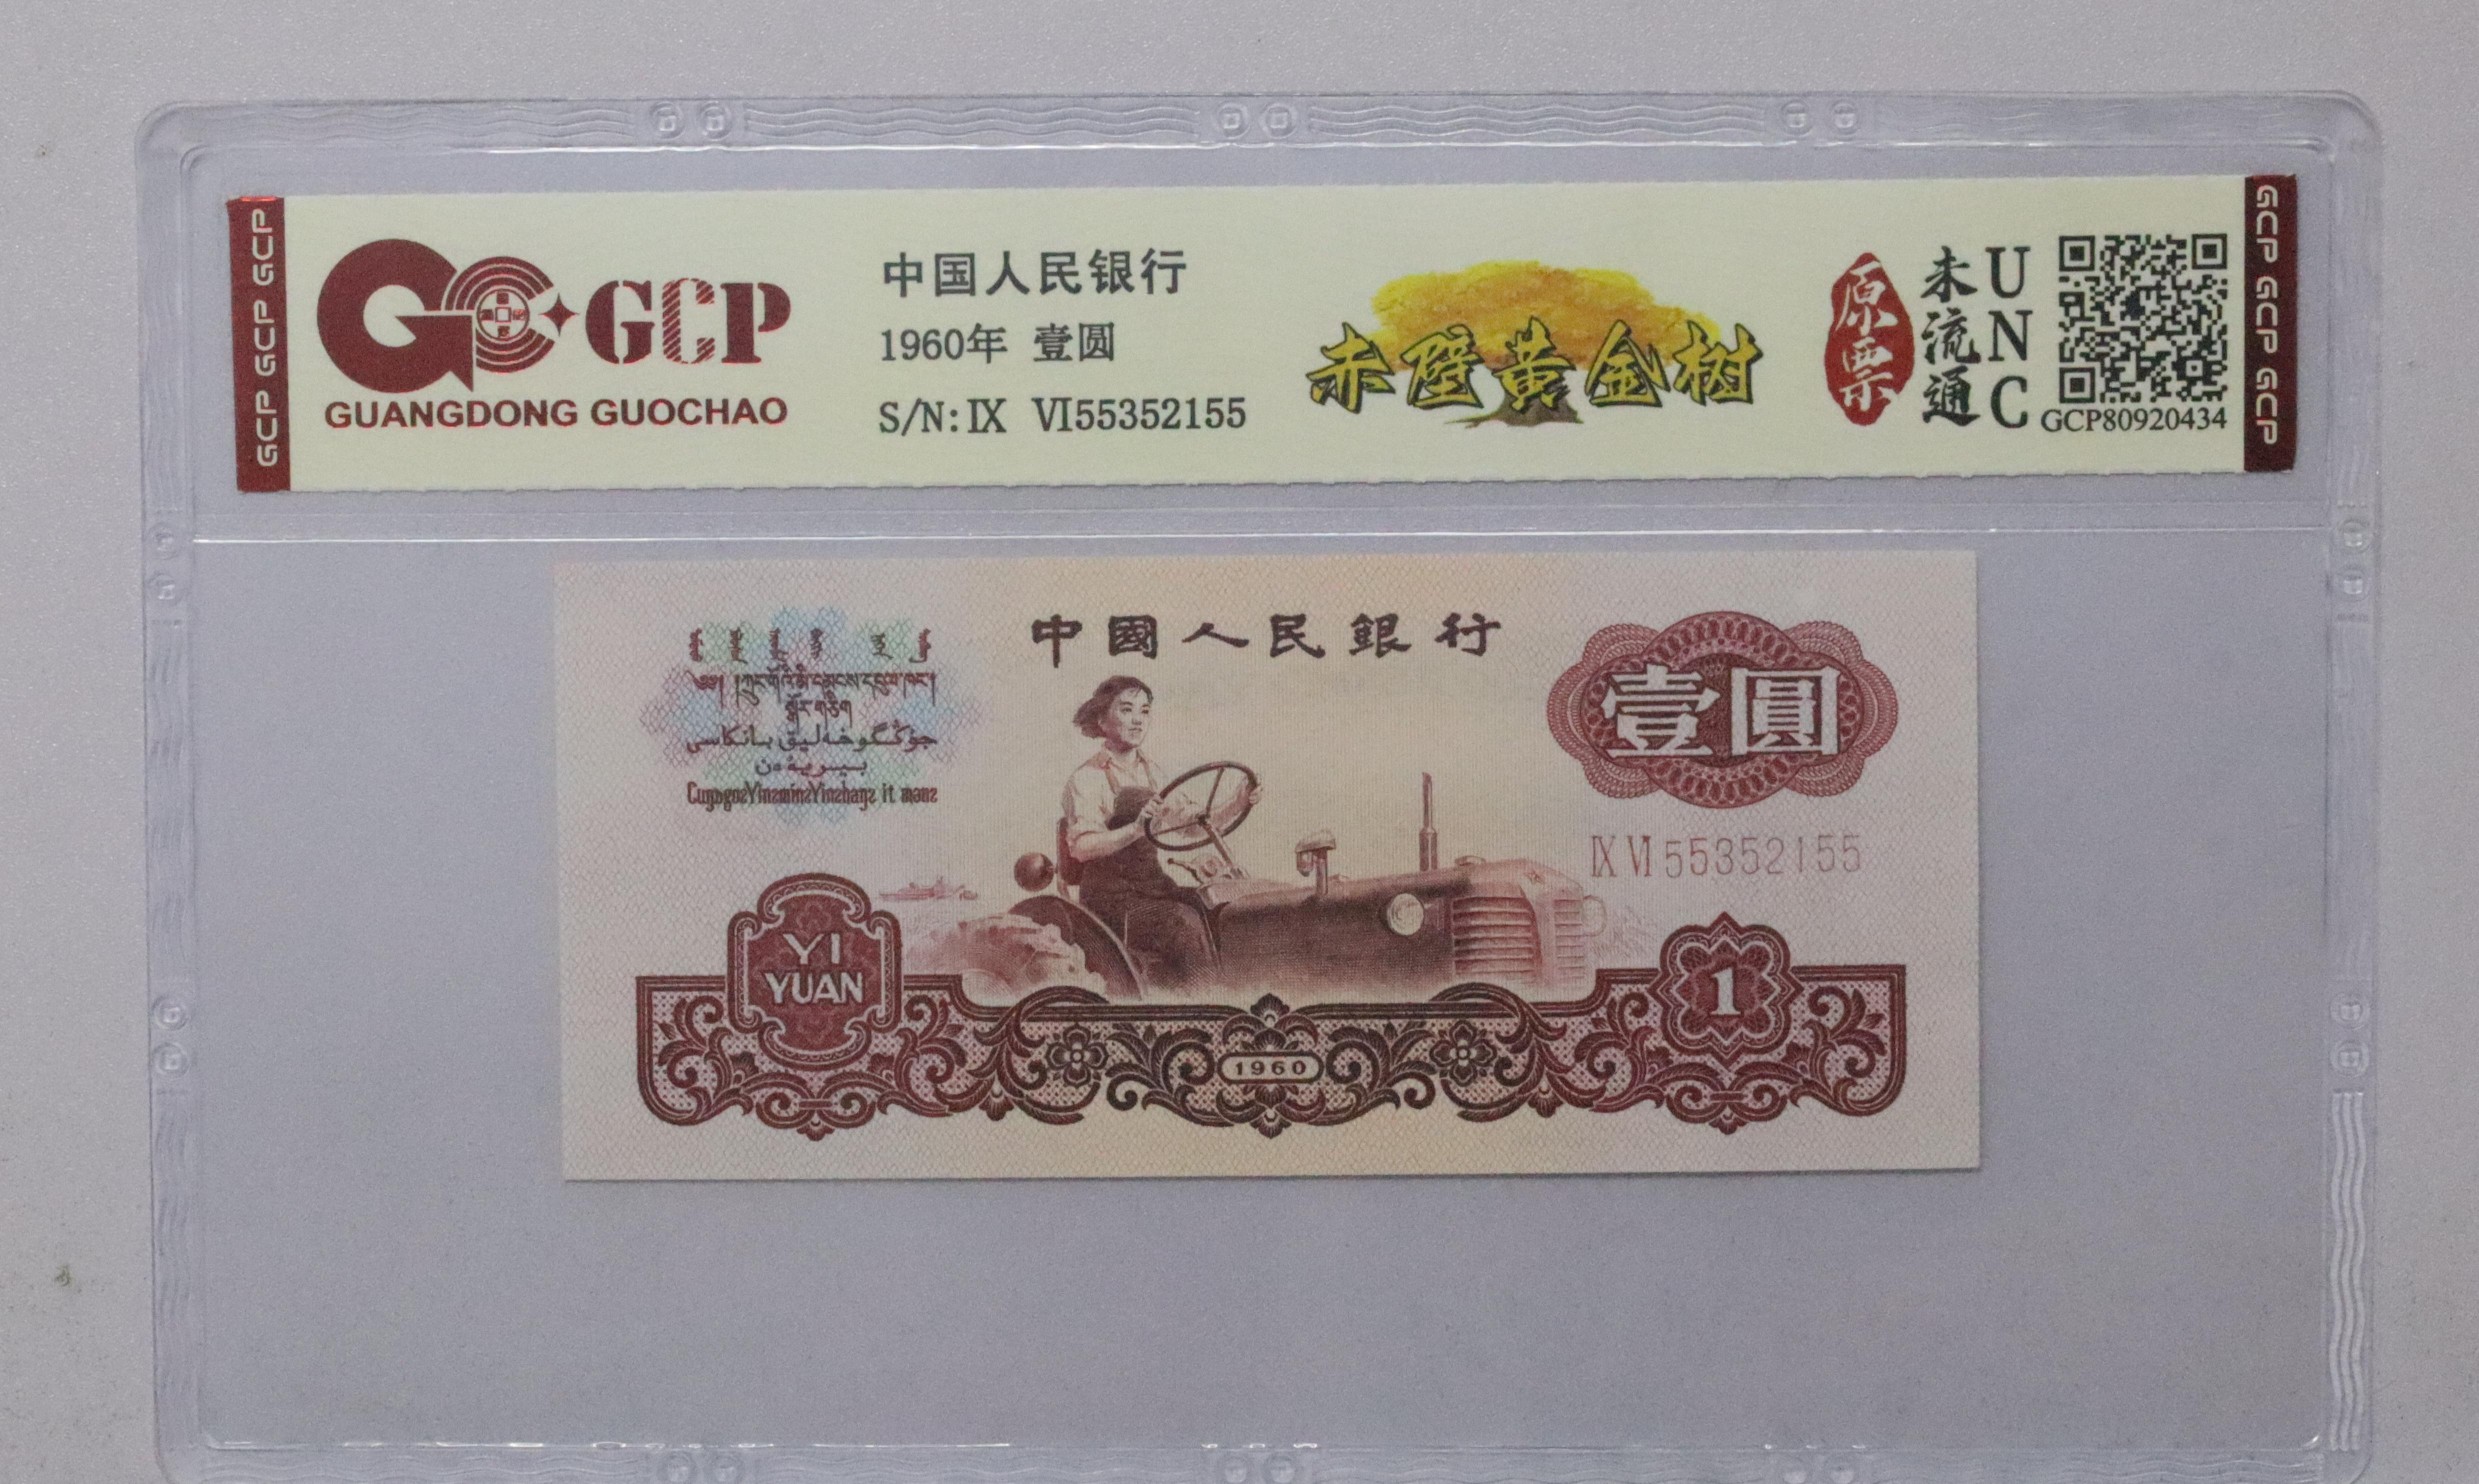 GCP GCP GCP
GCP
GUANGDONG GUOCHAO
中国人民银行
1960年 壹圆
S/N: IX VI55352155
赤壁黄金树
原票
未流通
UNC
GCP80920434
GCP GCP GCP
中國人民銀行
壹圓
IX VI 55352155
YI
YUAN
1960
1